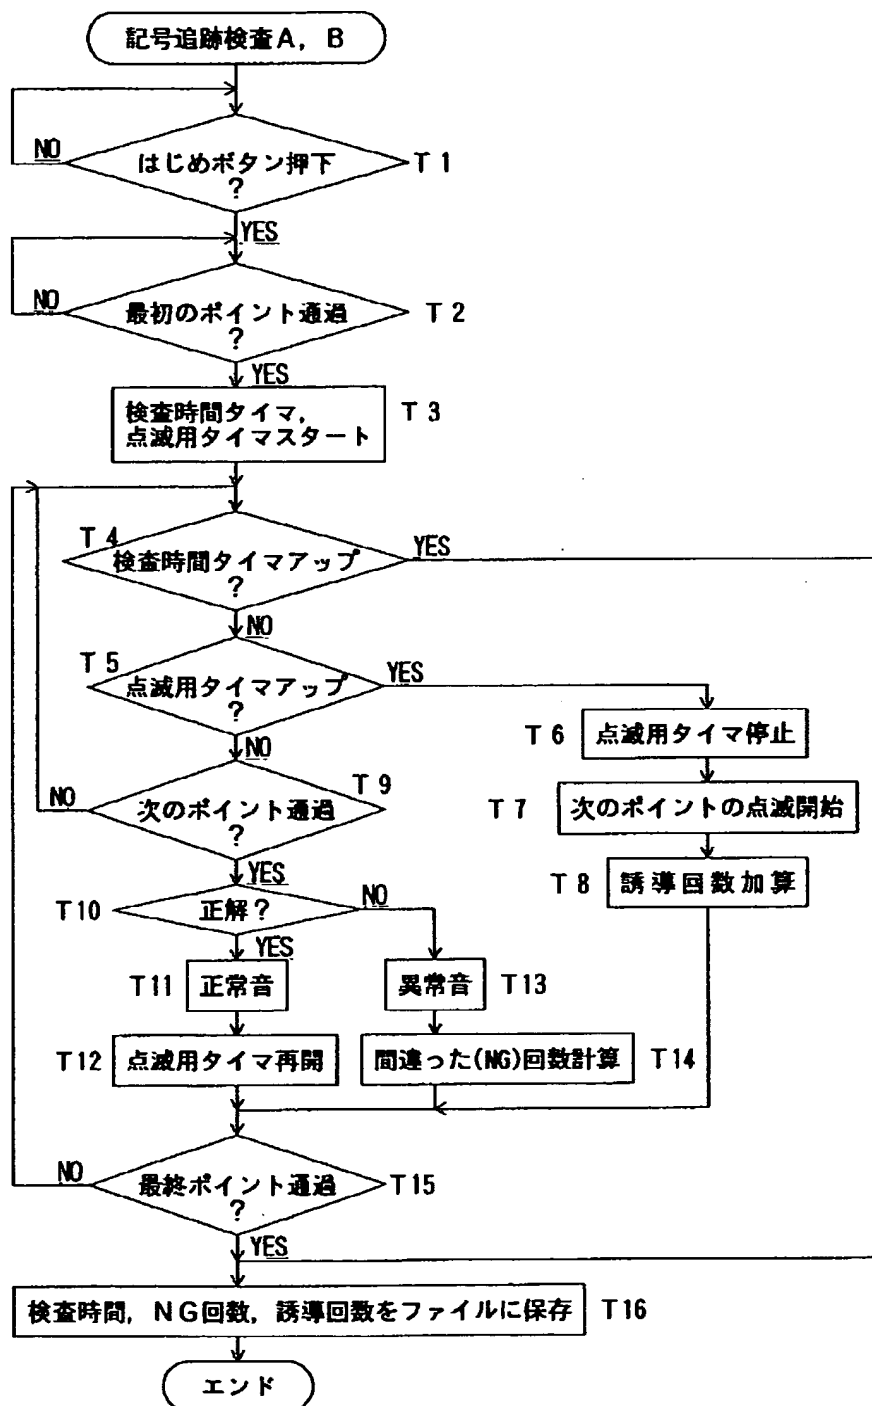 記号追跡検査A，B
NO
はじめボタン押下
?
T1
YES
NO
最初のポイント通過
?
T2
YES
検査時間タイマ，
点滅用タイマスタート
T3
T4
検査時間タイマアップ
?
YES
NO
T5
点滅用タイマアップ
?
YES
T6
点滅用タイマ停止
NO
T9
NO
次のポイント通過
?
T7
次のポイントの点滅開始
YES
T8
誘導回数加算
T10
正解？
NO
YES
T11
正常音
異常音
T13
T12
点滅用タイマ再開
間違った(NG)回数計算
T14
NO
最終ポイント通過
?
T15
YES
検査時間，NG回数，誘導回数をファイルに保存
T16
エンド